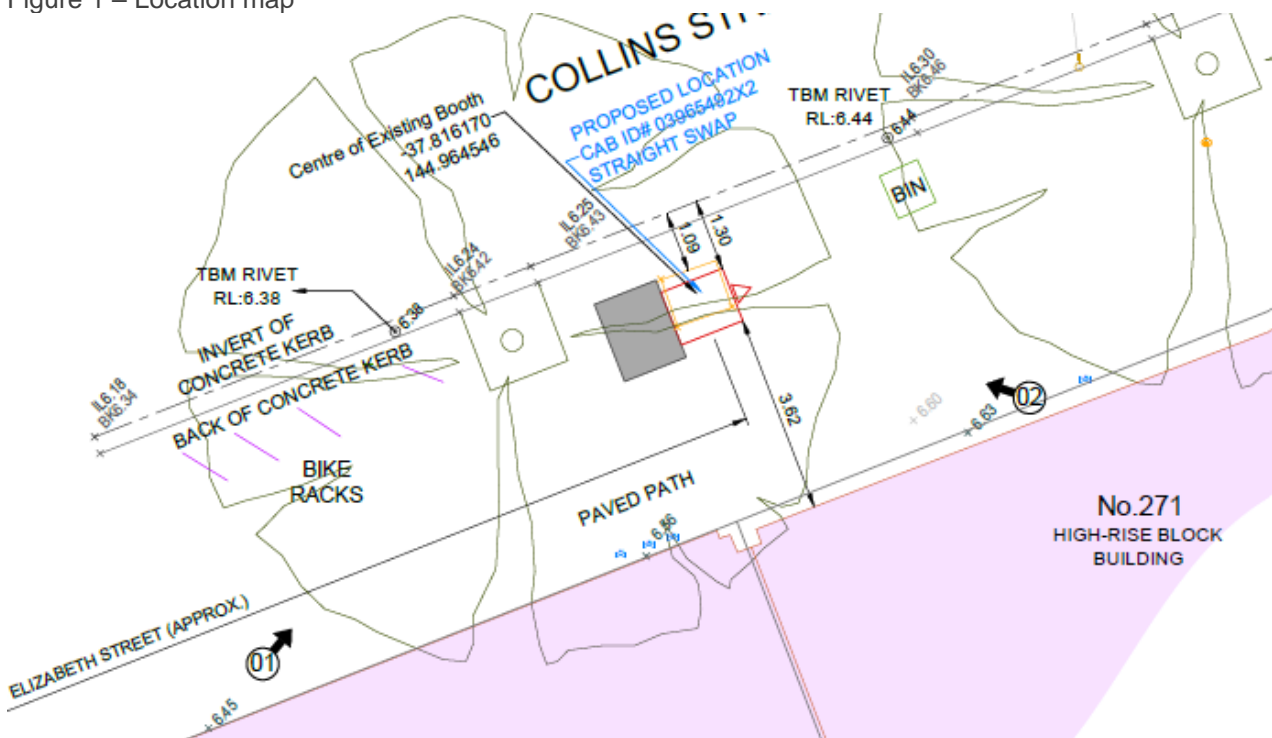 Figure 1 – Location map
COLLINS STR
PROPOSED LOCATION
CAB ID# 03965492X2
STRAIGHT SWAP
Centre of Existing Booth
-37.816170
144.964546
TBM RIVET
RL:6.44
6.44
IL6.30
BK6.46
BIN
IL6.25
BK6.43
1.09
1.30
IL6.24
BK6.42
TBM RIVET
RL:6.38
6.38
INVERT OF
CONCRETE KERB
BACK OF CONCRETE KERB
IL6.18
BK6.34
BIKE
RACKS
3.62
02
6.60
6.63
PAVED PATH
6.56
No.271
HIGH-RISE BLOCK
BUILDING
ELIZABETH STREET (APPROX.)
01
6.45